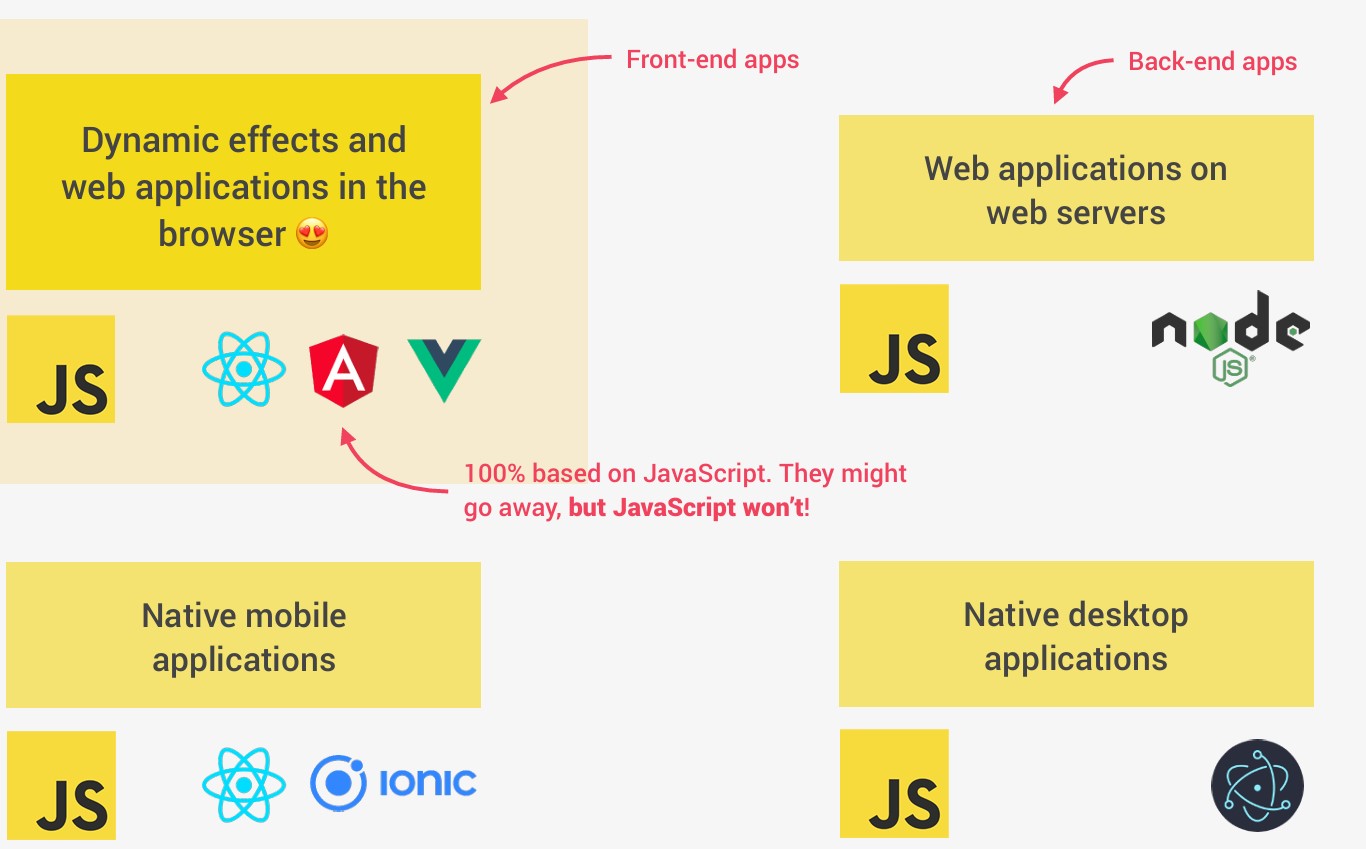 Front-end apps
Back-end apps
Dynamic effects and
web applications in the
browser 😍
Web applications on
web servers
JS
A
JS
node
JS
®
100% based on JavaScript. They might
go away, but JavaScript won’t!
Native mobile
applications
Native desktop
applications
JS
IONIC
JS